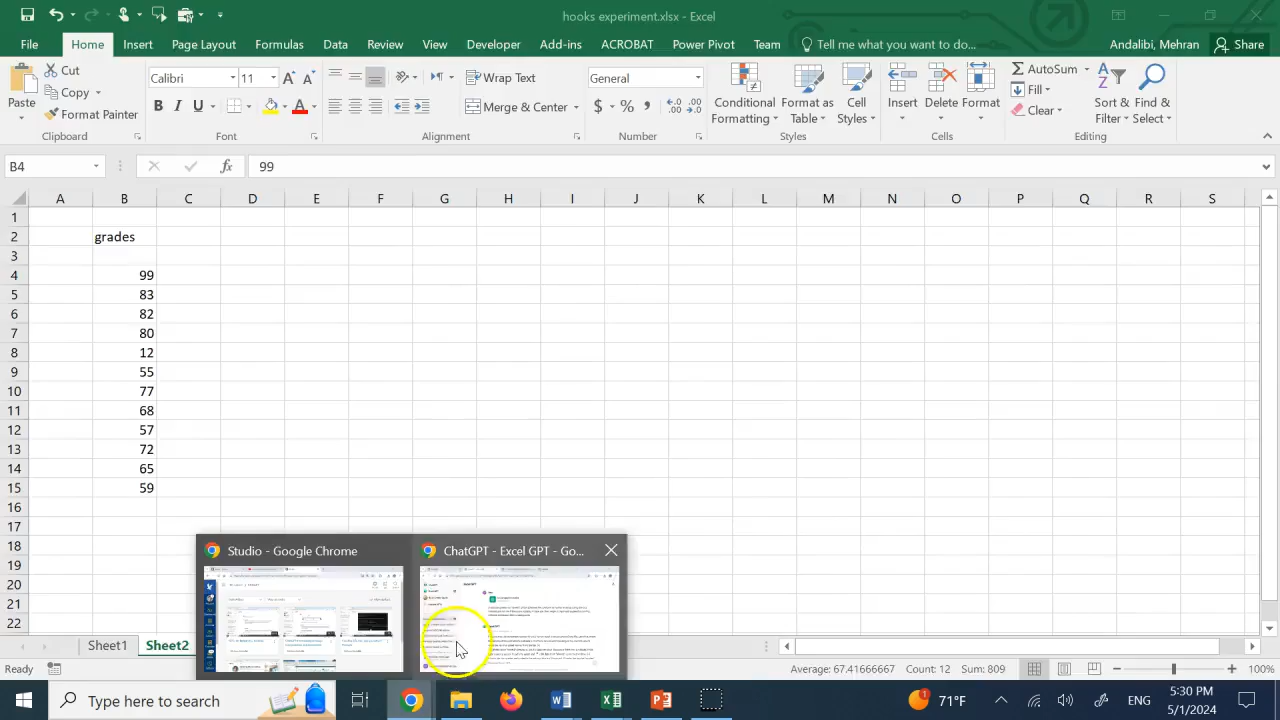 hooks experiment.xlsx - Excel
File Home Insert Page Layout Formulas Data Review View Developer Add-ins ACROBAT Power Pivot Team Tell me what you want to do... Andalibi, Mehran Share
Paste Cut Copy Format Painter
Calibri 11
B I U A
Wrap Text
Merge & Center
General
$ % ,
Conditional Formatting Format as Table Cell Styles
Insert Delete Format
AutoSum Fill Clear
Sort & Filter Find & Select
Clipboard Font Alignment Number Styles Cells Editing
B4 fx 99
A B C D E F G H I J K L M N O P Q R S
1
2 grades
3
4 99
5 83
6 82
7 80
8 12
9 55
10 77
11 68
12 57
13 72
14 65
15 59
16
17
18 Studio - Google Chrome ChatGPT - Excel GPT - Go...
19
20
21
22
Sheet1 Sheet2
Ready Average: 67.41666667 Count: 12 Sum: 809 100%
Type here to search 71°F ENG 5:30 PM
5/1/2024